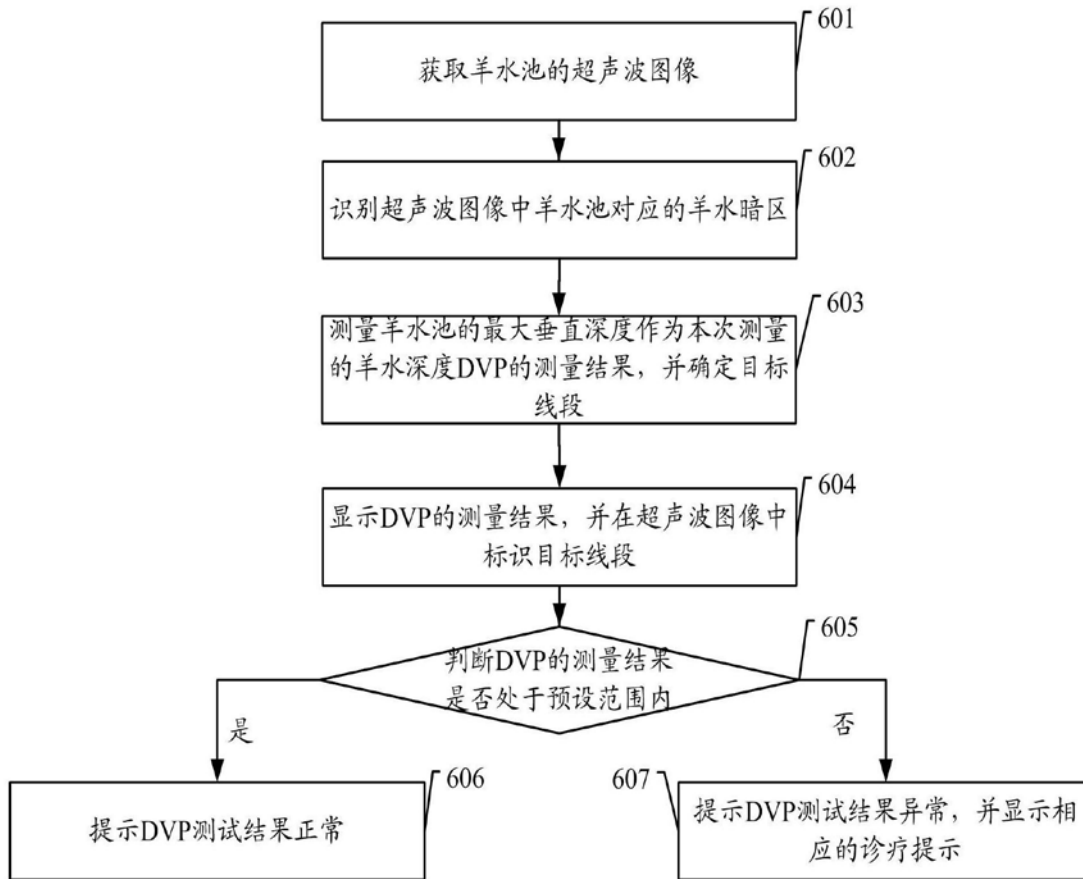 601
获取羊水池的超声波图像
602
识别超声波图像中羊水池对应的羊水暗区
603
测量羊水池的最大垂直深度作为本次测量
的羊水深度DVP的测量结果，并确定目标
线段
604
显示DVP的测量结果，并在超声波图像中
标识目标线段
605
判断DVP的测量结果
是否处于预设范围内
是
否
606
提示DVP测试结果正常
607
提示DVP测试结果异常，并显示相
应的诊疗提示